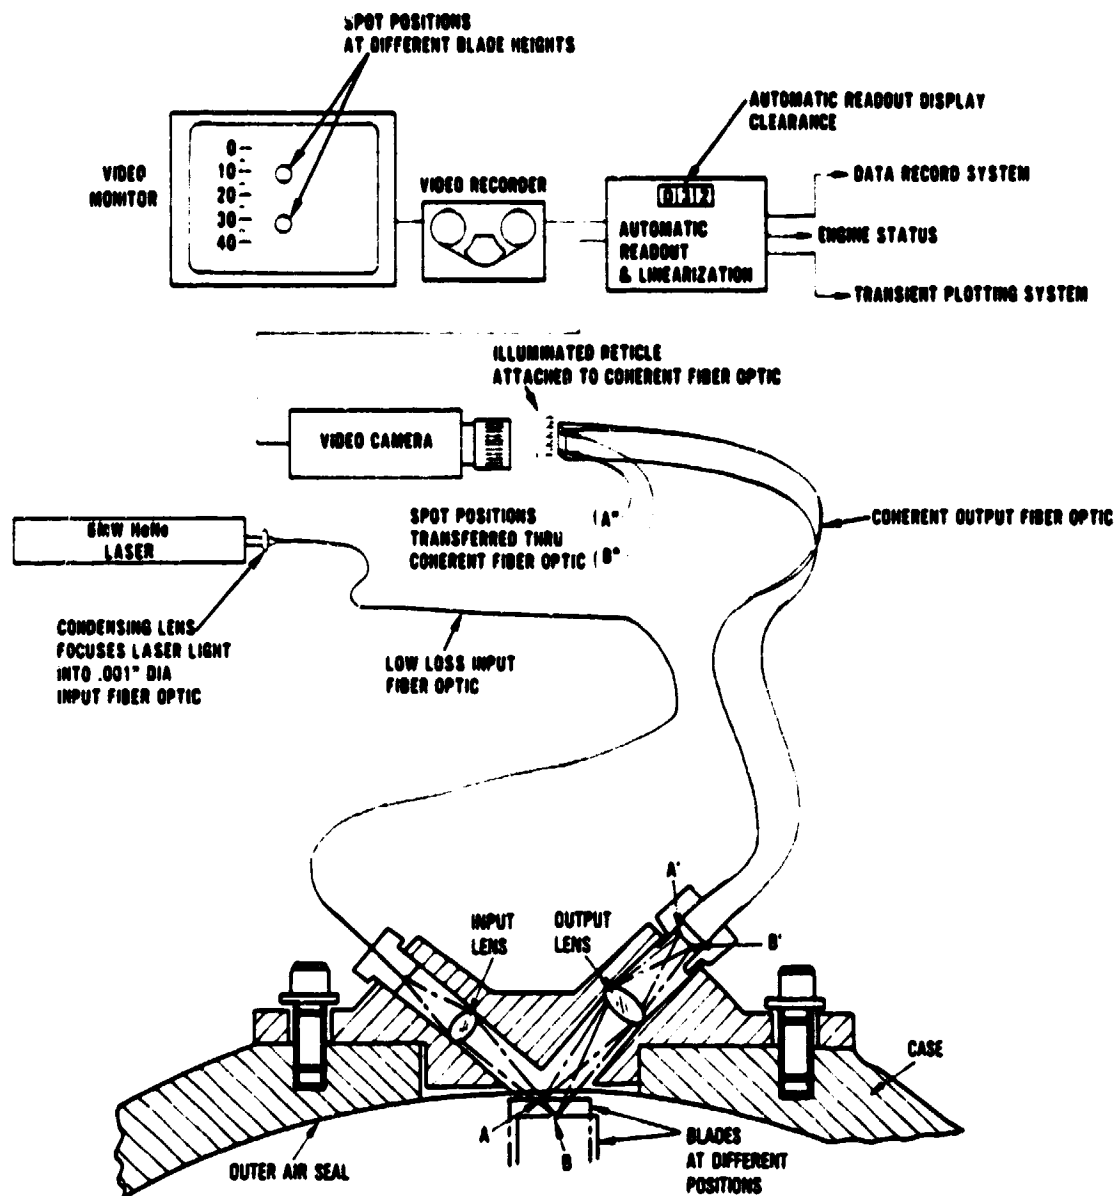 SPOT POSITIONS
AT DIFFERENT BLADE HEIGHTS
AUTOMATIC READOUT DISPLAY
CLEARANCE
VIDEO
MONITOR
0
10
20
30
40
VIDEO RECORDER
AUTOMATIC
READOUT
& LINEARIZATION
DATA RECORD SYSTEM
ENGINE STATUS
TRANSIENT PLOTTING SYSTEM
ILLUMINATED RETICLE
ATTACHED TO COHERENT FIBER OPTIC
VIDEO CAMERA
SPOT POSITIONS
TRANSFERRED THRU
COHERENT FIBER OPTIC
A"
B"
COHERENT OUTPUT FIBER OPTIC
HeNe
LASER
CONDENSING LENS
FOCUSES LASER LIGHT
INTO .001" DIA
INPUT FIBER OPTIC
LOW LOSS INPUT
FIBER OPTIC
A'
B'
INPUT
LENS
OUTPUT
LENS
CASE
A
B
OUTER AIR SEAL
BLADES
AT DIFFERENT
POSITIONS